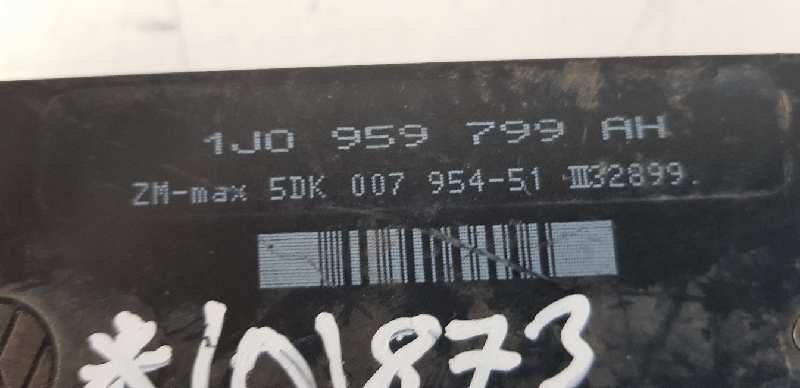 1J0 959 799 AH
ZM-max 5DK 007 954-51 III32899
*101873